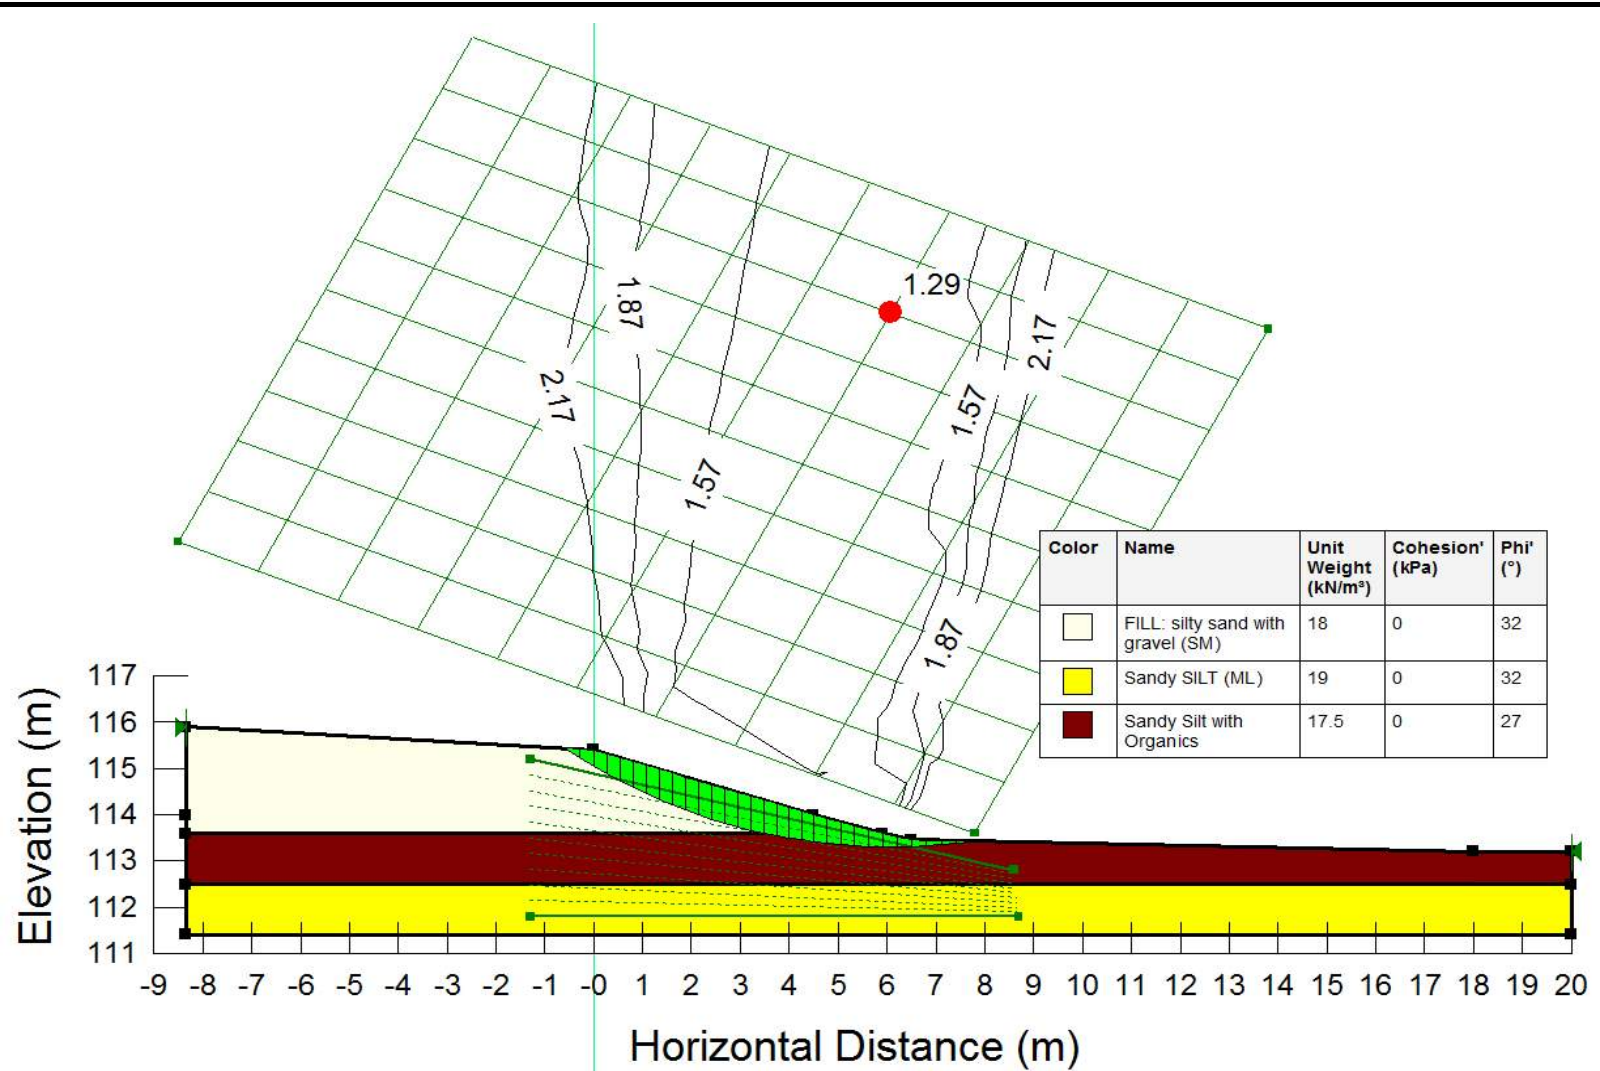 1.29
1.87
2.17
2.17
1.57
1.57
1.87
Color Name Unit Weight (kN/m³) Cohesion' (kPa) Phi' (°)
FILL: silty sand with gravel (SM) 18 0 32
Sandy SILT (ML) 19 0 32
Sandy Silt with Organics 17.5 0 27
Elevation (m)
117
116
115
114
113
112
111
-9 -8 -7 -6 -5 -4 -3 -2 -1 -0 1 2 3 4 5 6 7 8 9 10 11 12 13 14 15 16 17 18 19 20
Horizontal Distance (m)